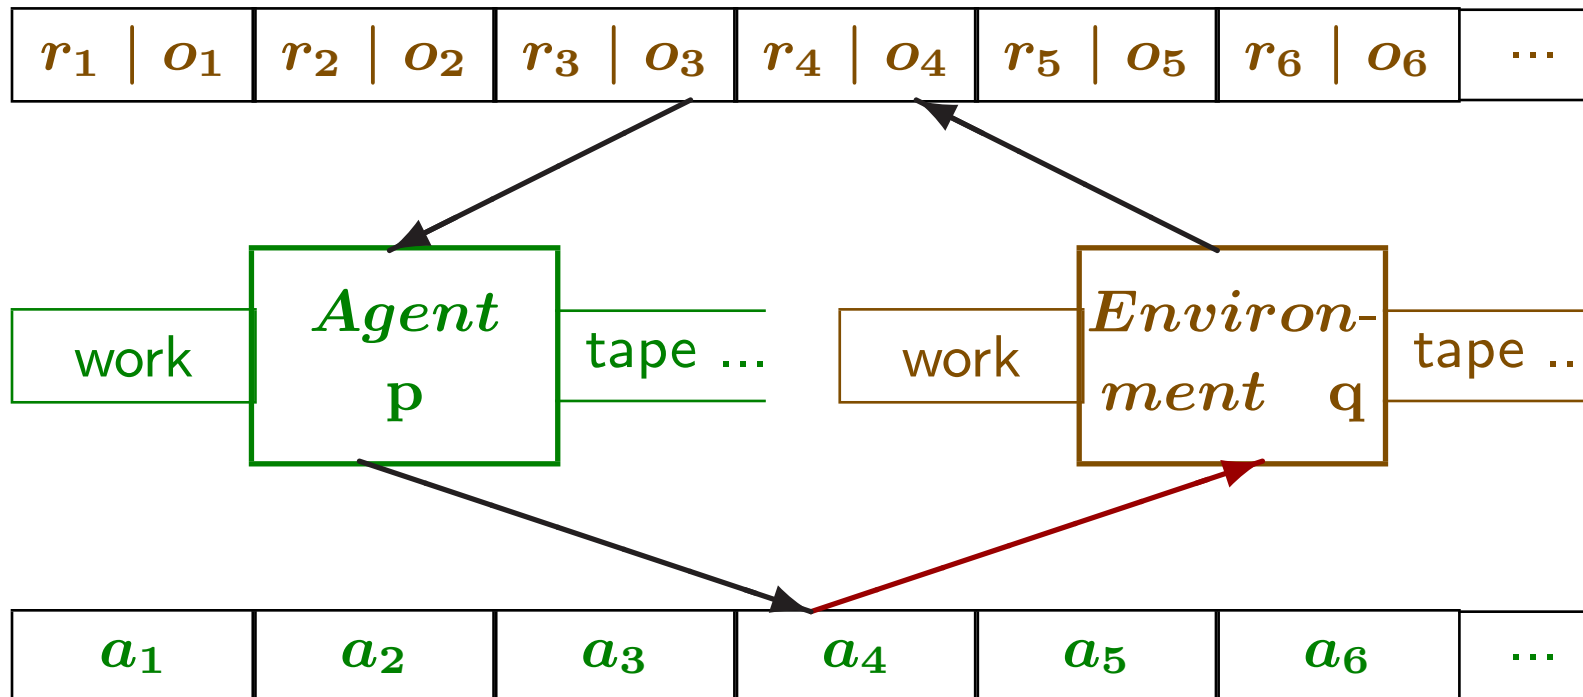 r₁ | o₁ r₂ | o₂ r₃ | o₃ r₄ | o₄ r₅ | o₅ r₆ | o₆ ...
Agent
p
work
tape ...
Environ-
ment q
work
tape ..
a₁ a₂ a₃ a₄ a₅ a₆ ...